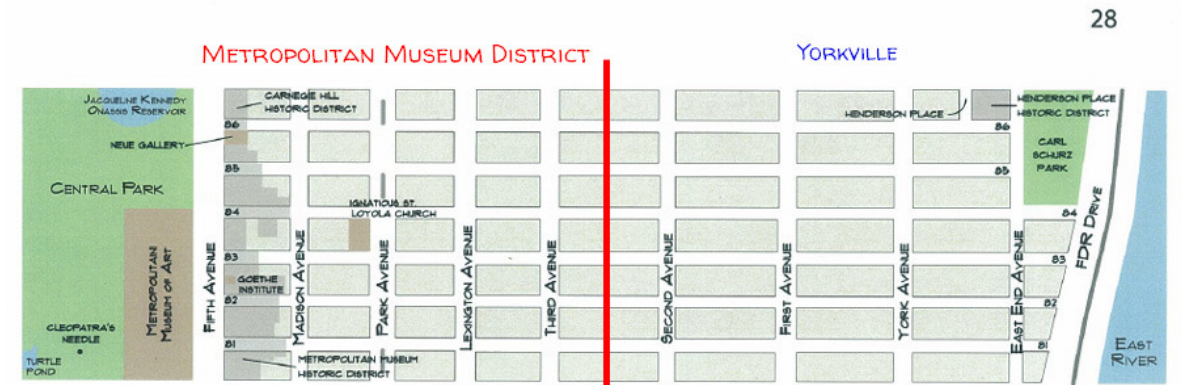 28
METROPOLITAN MUSEUM DISTRICT
YORKVILLE
JACQUELINE KENNEDY
ONASSIS RESERVOIR
CARNEGIE HILL
HISTORIC DISTRICT
HENDERSON PLACE
HENDERSON PLACE
HISTORIC DISTRICT
86
86
NEUE GALLERY
CARL
SCHURZ
PARK
85
85
CENTRAL PARK
IGNATIOUS ST.
LOYOLA CHURCH
84
84
METROPOLITAN
MUSEUM OF ART
FIFTH AVENUE
MADISON AVENUE
PARK AVENUE
LEXINGTON AVENUE
THIRD AVENUE
SECOND AVENUE
FIRST AVENUE
YORK AVENUE
EAST END AVENUE
FDR DRIVE
83
83
GOETHE
INSTITUTE
82
82
CLEOPATRA'S
NEEDLE
81
81
TURTLE
POND
METROPOLITAN MUSEUM
HISTORIC DISTRICT
EAST
RIVER